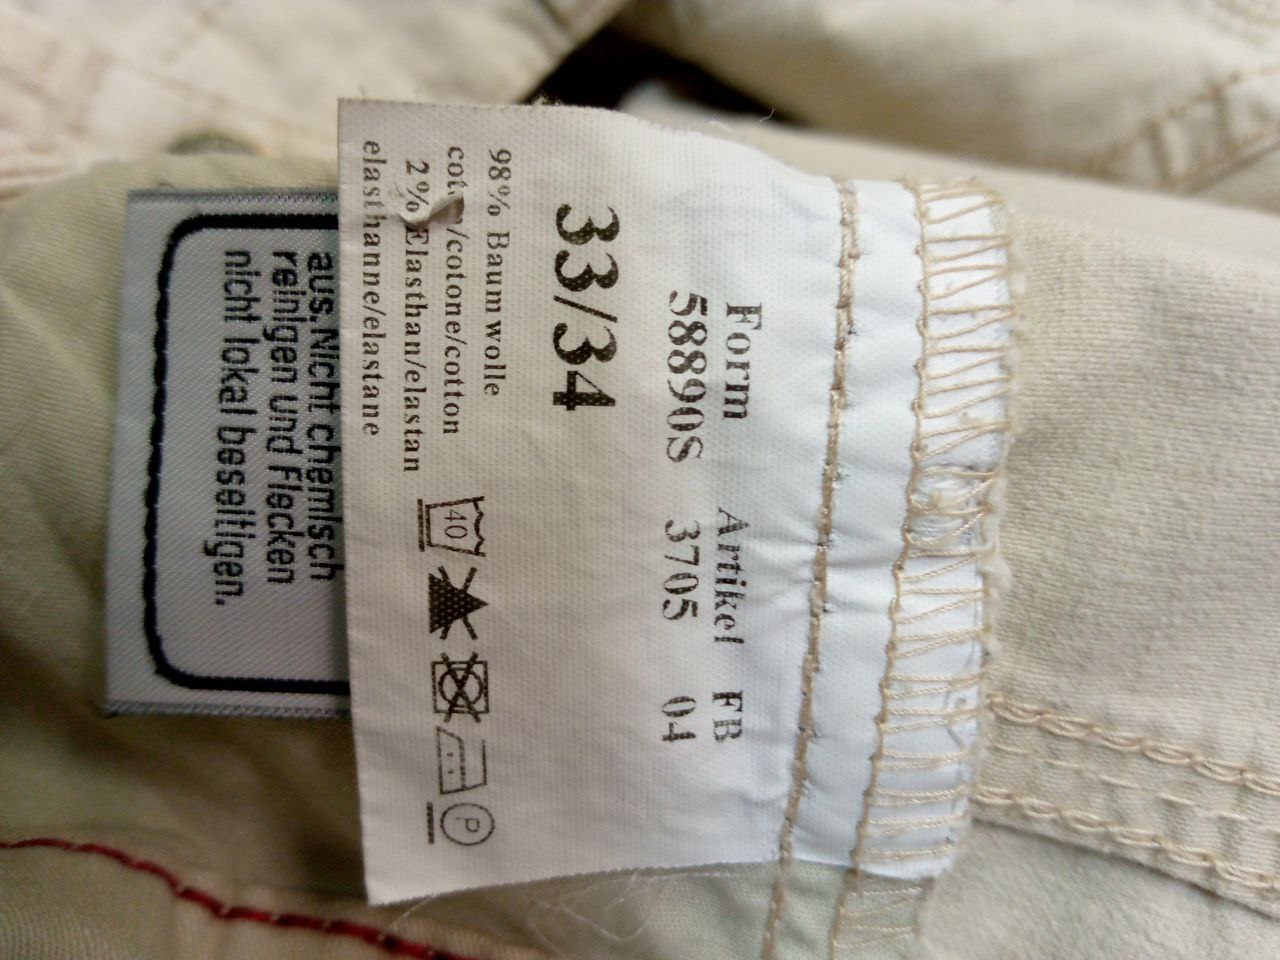 Form Artikel FB
5889OS 3705 04
33/34
98% Baumwolle
/cotone/cotton
2% Elasthan/elastan
elasthanne/elastane
40
P
aus. Nicht chemisch
reinigen und Flecken
nicht lokal beseitigen.